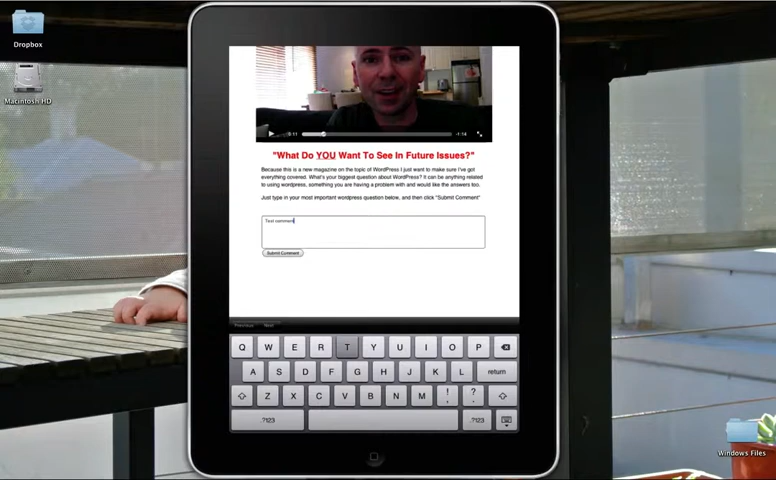 Dropbox
Macintosh HD
0:11
-1:14
"What Do YOU Want To See In Future Issues?"
Because this is a new magazine on the topic of WordPress I just want to make sure I've got
everything covered. What's your biggest question about WordPress? It can be anything related
to using wordpress, something you are having a problem with and would like the answers too.
Just type in your most important wordpress question below, and then click "Submit Comment"
Test comment
Submit Comment
Previous Next
Q W E R T Y U I O P
A S D F G H J K L return
Z X C V B N M ! , ? .
.?123 .?123
Windows Files